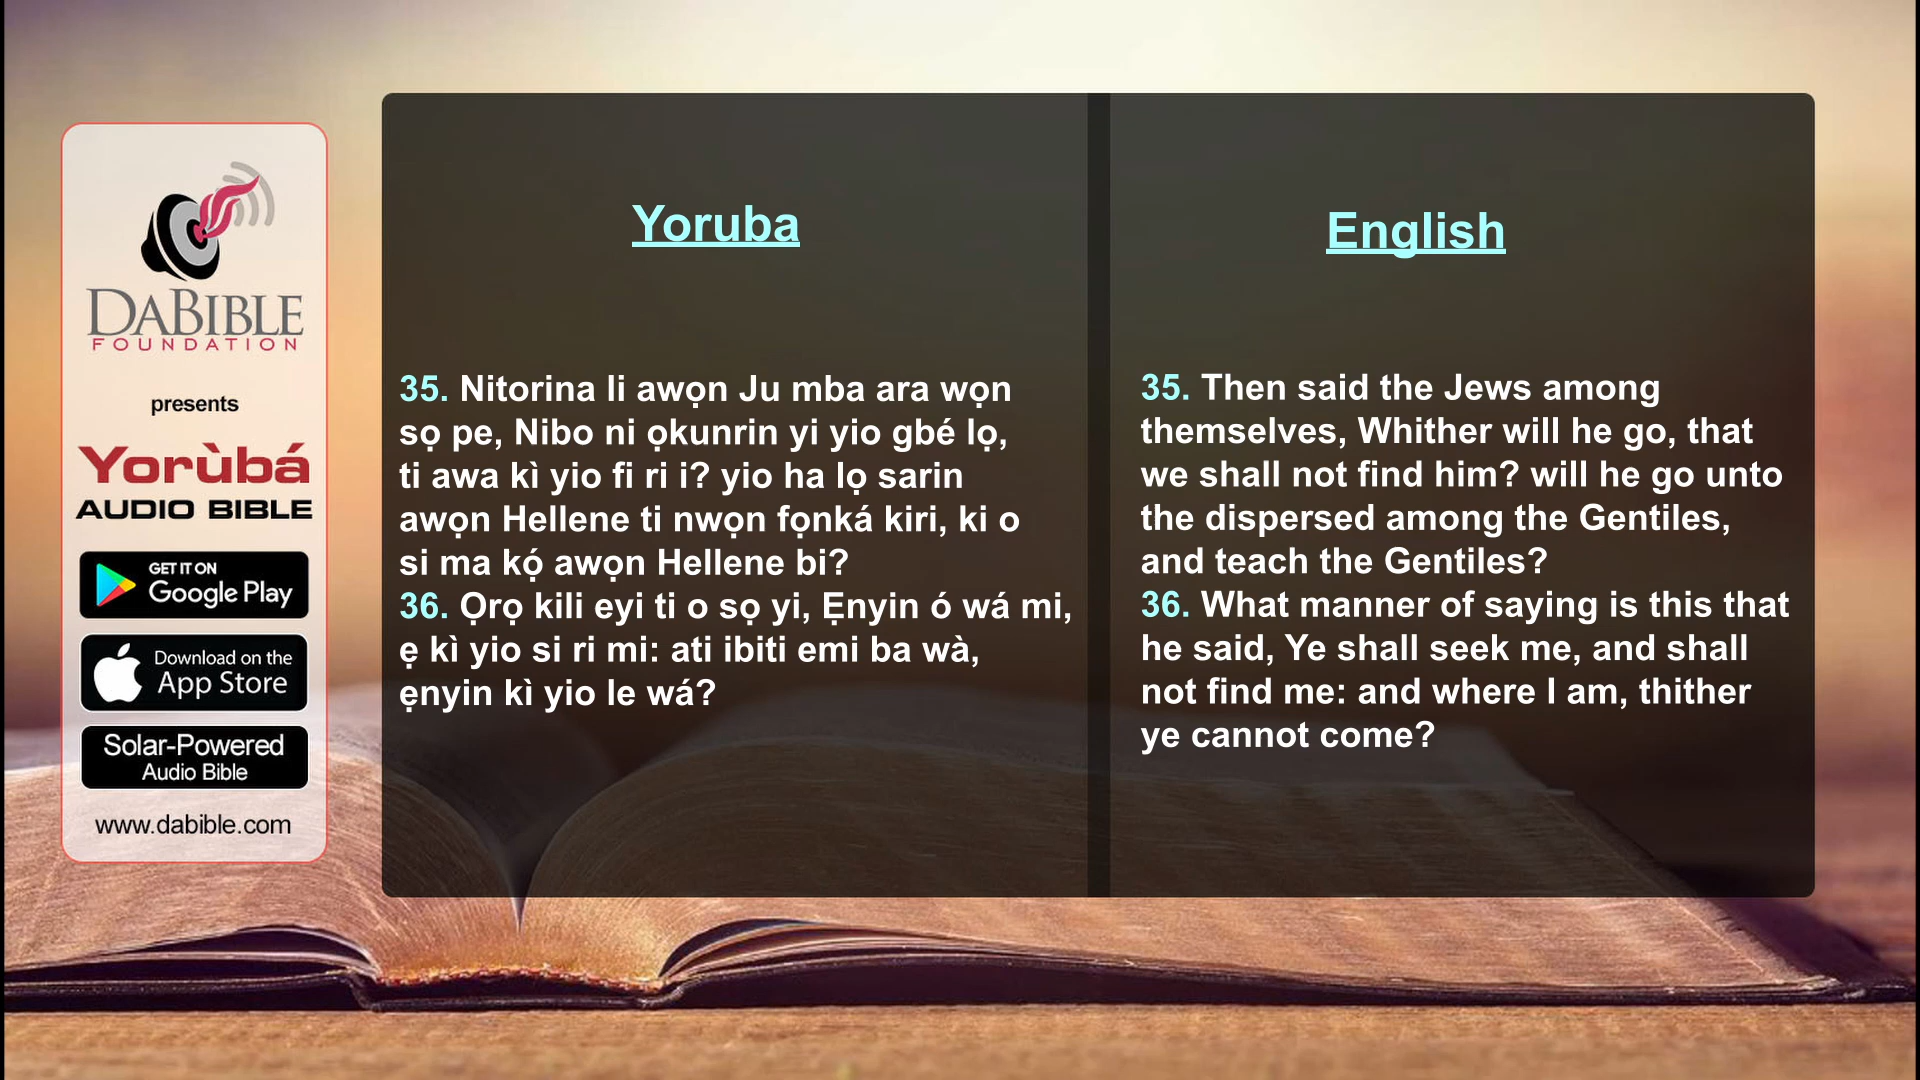 DABIBLE
FOUNDATION
presents
Yorùbá
AUDIO BIBLE
GET IT ON
Google Play
Download on the
App Store
Solar-Powered
Audio Bible
www.dabible.com
Yoruba
35. Nitorina li awọn Ju mba ara wọn
sọ pe, Nibo ni ọkunrin yi yio gbé lọ,
ti awa kì yio fi ri i? yio ha lọ sarin
awọn Hellene ti nwọn fọnká kiri, ki o
si ma kọ́ awọn Hellene bi?
36. Ọrọ kili eyi ti o sọ yi, Ẹnyin ó wá mi,
ẹ kì yio si ri mi: ati ibiti emi ba wà,
ẹnyin kì yio le wá?
English
35. Then said the Jews among
themselves, Whither will he go, that
we shall not find him? will he go unto
the dispersed among the Gentiles,
and teach the Gentiles?
36. What manner of saying is this that
he said, Ye shall seek me, and shall
not find me: and where I am, thither
ye cannot come?